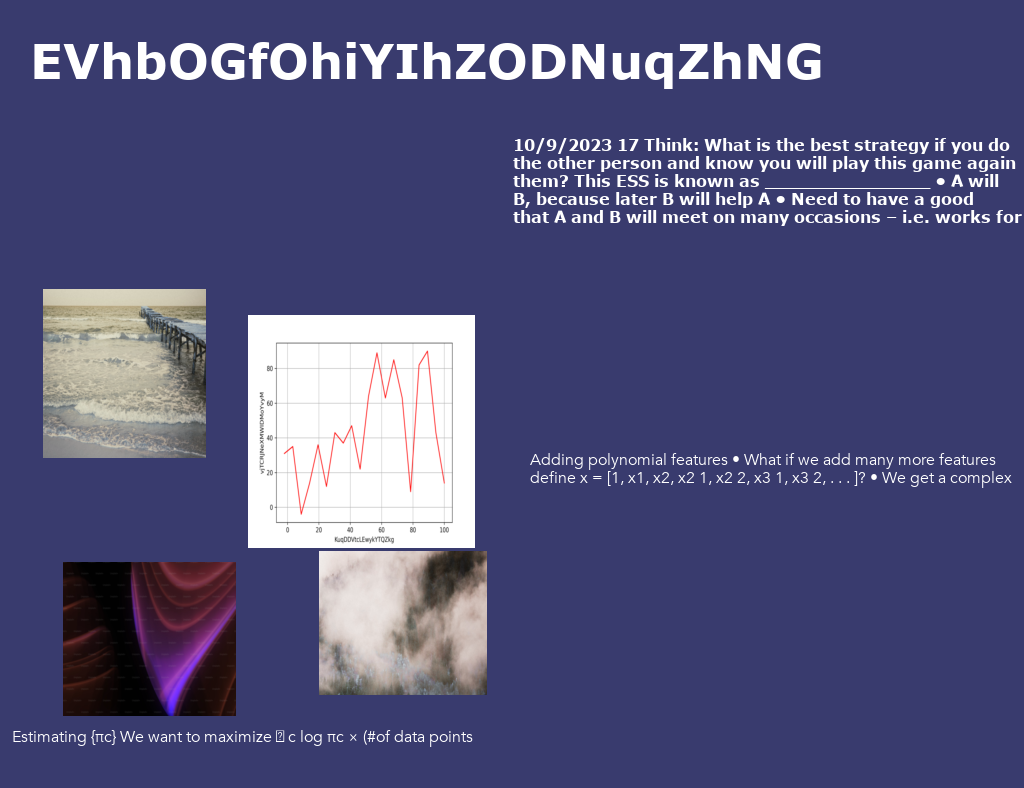 EVhbOGfOhiYIhZODNuqZhNG
10/9/2023 17 Think: What is the best strategy if you do
the other person and know you will play this game again
them? This ESS is known as ____________________ • A will
B, because later B will help A • Need to have a good
that A and B will meet on many occasions – i.e. works for
80
60
40
20
0
0 20 40 60 80 100
KuqDDVtcLEwykYTQZkg
Adding polynomial features • What if we add many more features
define x = [1, x1, x2, x2 1, x2 2, x3 1, x3 2, . . . ]? • We get a complex
Estimating {πc} We want to maximize c log πc × (#of data points